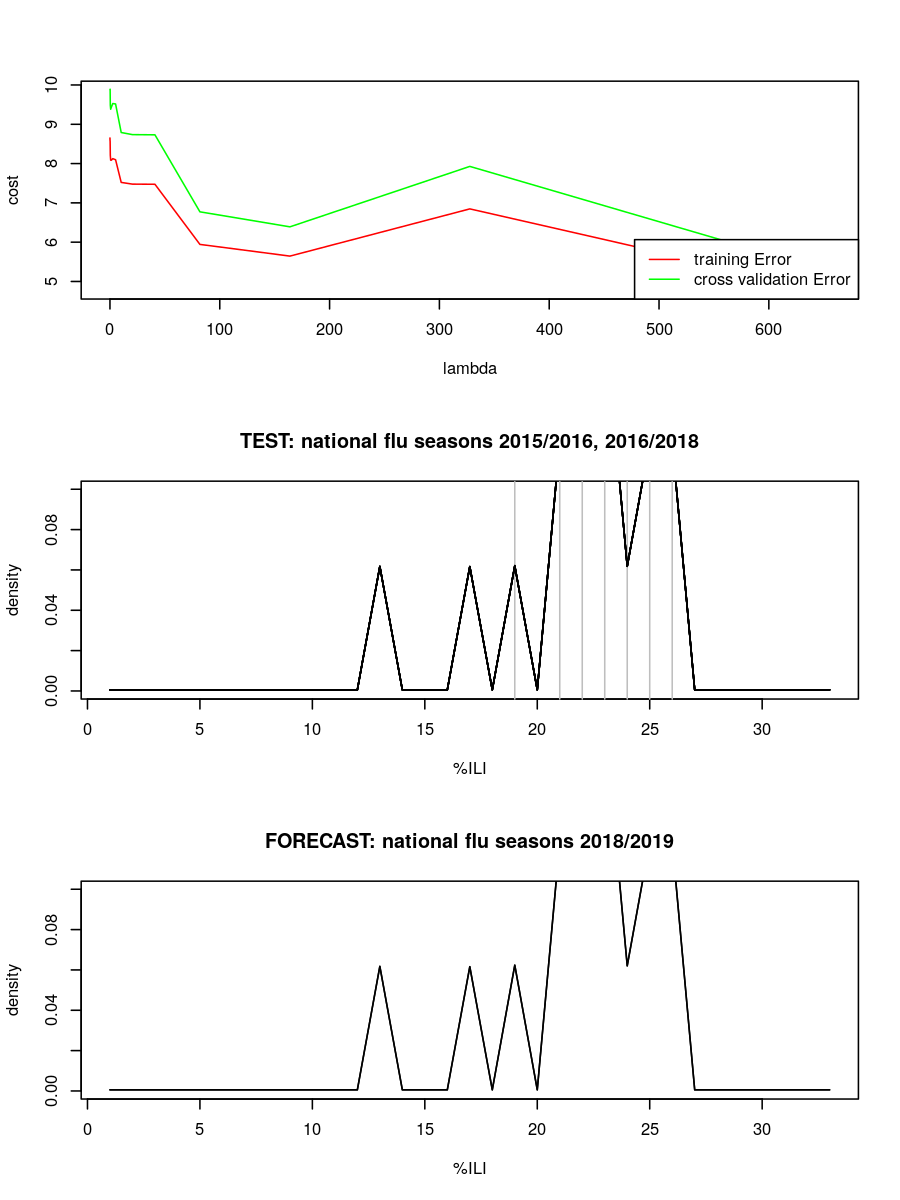 10
9
8
7
6
5
cost
training Error
cross validation Error
0 100 200 300 400 500 600
lambda
TEST: national flu seasons 2015/2016, 2016/2018
0.08
0.04
0.00
density
0 5 10 15 20 25 30
%ILI
FORECAST: national flu seasons 2018/2019
0.08
0.04
0.00
density
0 5 10 15 20 25 30
%ILI